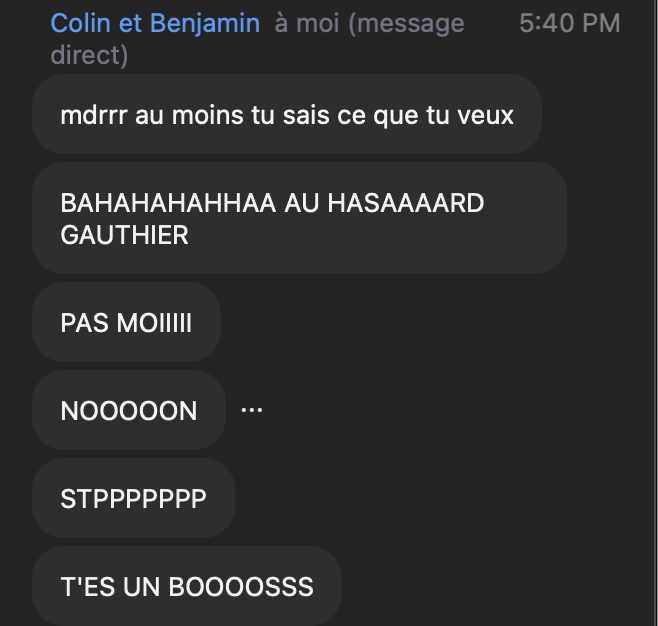 Colin et Benjamin à moi (message 5:40 PM
direct)
mdrrr au moins tu sais ce que tu veux
BAHAHAHAHHAA AU HASAAAARD
GAUTHIER
PAS MOIIIII
NOOOOON ...
STPPPPPPP
T'ES UN BOOOOSSS